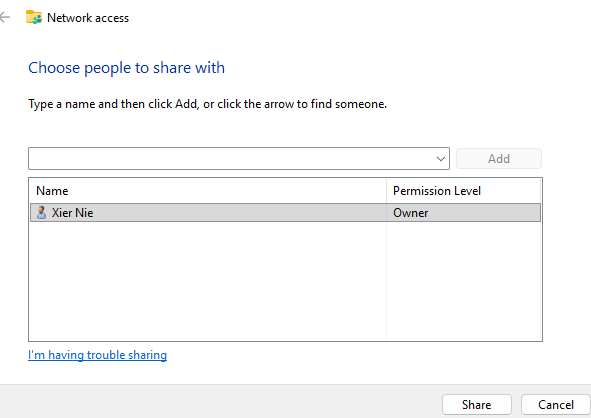 Network access
Choose people to share with
Type a name and then click Add, or click the arrow to find someone.
Add
Name Permission Level
Xier Nie Owner
I'm having trouble sharing
Share Cancel